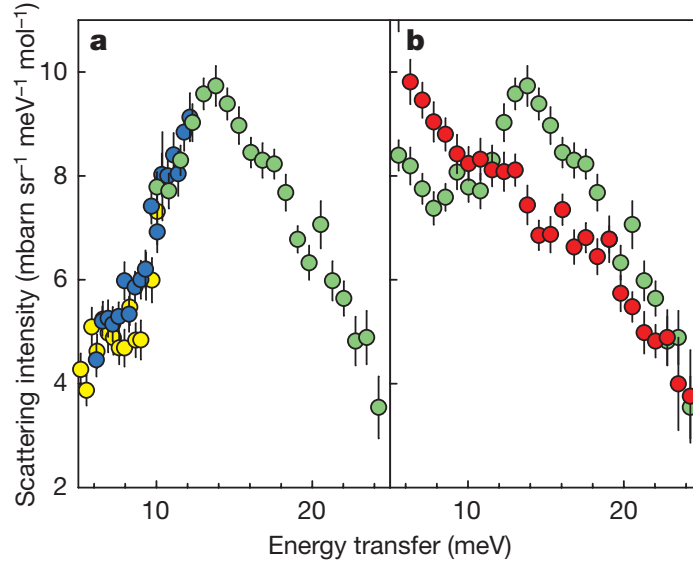 a
b
10
8
6
4
2
Scattering intensity (mbarn sr⁻¹ meV⁻¹ mol⁻¹)
10
20
10
20
Energy transfer (meV)